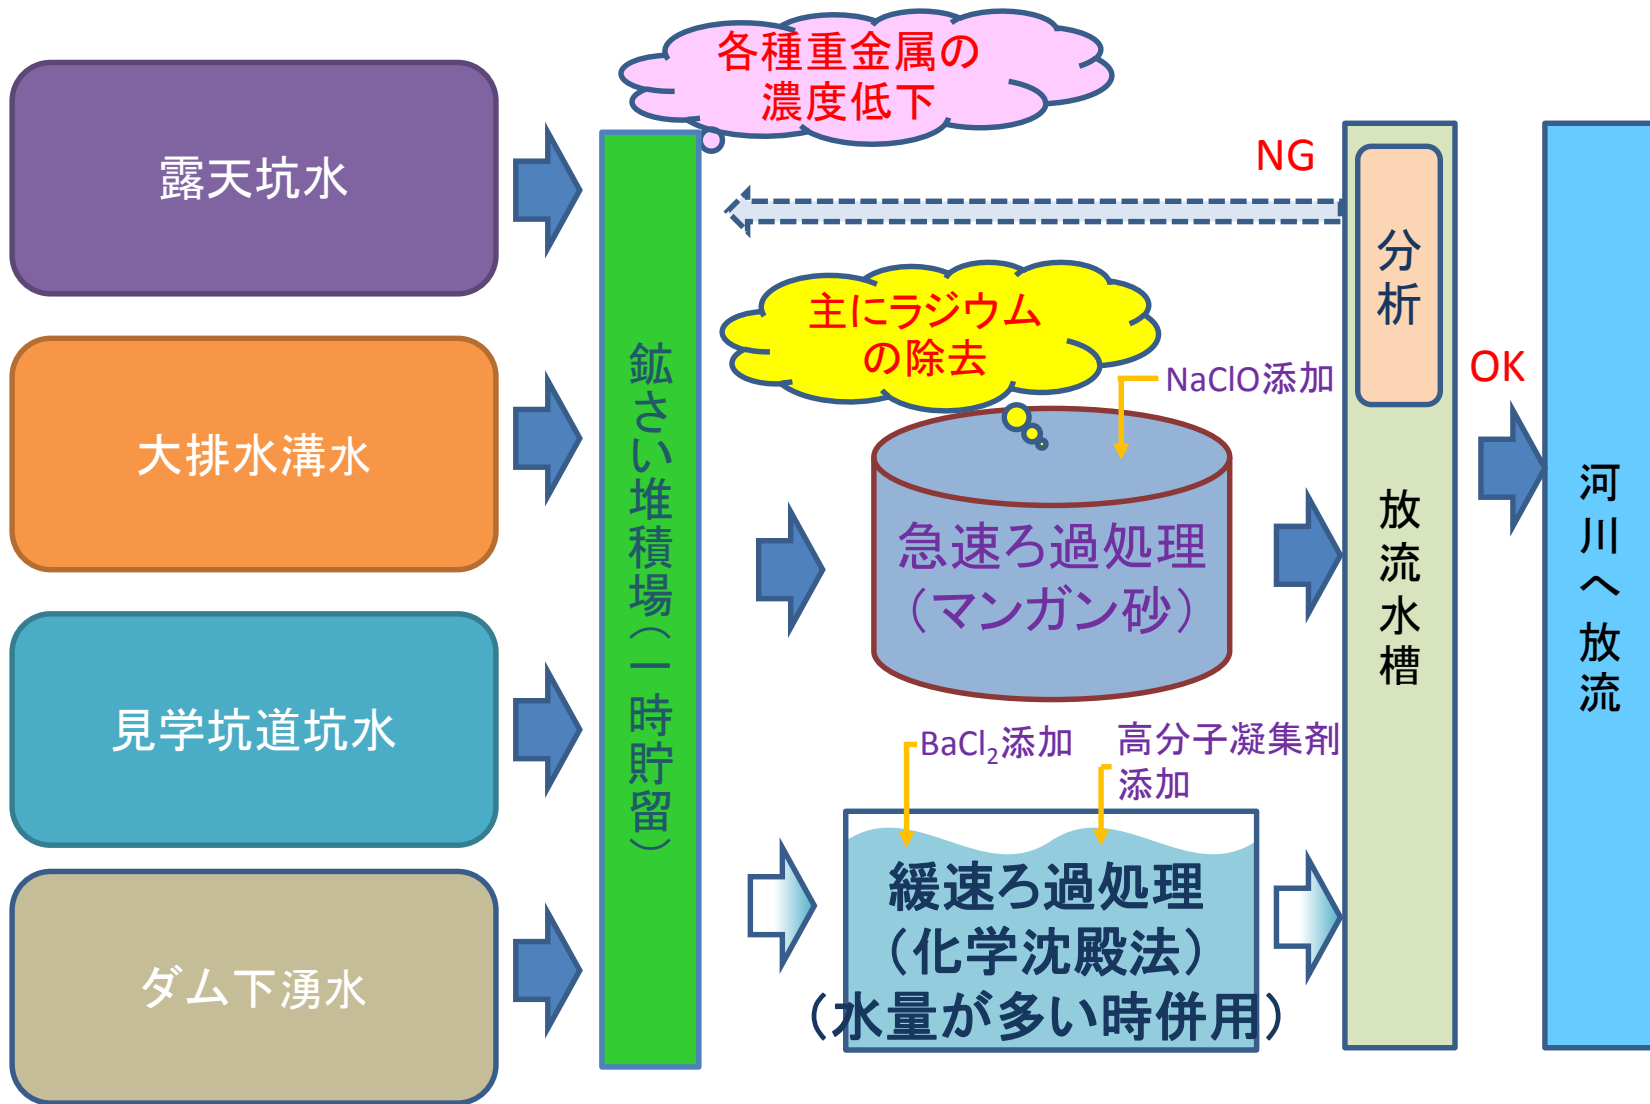 各種重金属の
濃度低下
露天坑水
大排水溝水
見学坑道坑水
ダム下湧水
鉱さい堆積場(一時貯留)
NG
主にラジウム
の除去
NaClO添加
急速ろ過処理
(マンガン砂)
BaCl₂添加
高分子凝集剤
添加
緩速ろ過処理
(化学沈殿法)
(水量が多い時併用)
分析
放流水槽
OK
河川へ放流